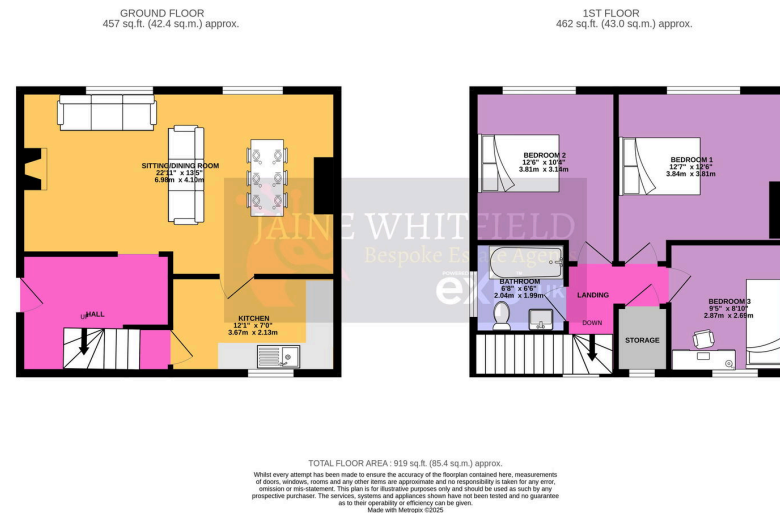 GROUND FLOOR
457 sq.ft. (42.4 sq.m.) approx.
1ST FLOOR
462 sq.ft. (43.0 sq.m.) approx.
SITTING/DINING ROOM
22'11" x 13'5"
6.98m x 4.10m
HALL
UP
KITCHEN
12'1" x 7'0"
3.67m x 2.13m
BEDROOM 2
12'6" x 10'4"
3.81m x 3.14m
BEDROOM 1
12'7" x 12'6"
3.84m x 3.81m
BATHROOM
6'8" x 6'6"
2.04m x 1.99m
LANDING
DOWN
STORAGE
BEDROOM 3
9'5" x 8'10"
2.87m x 2.69m
JAINE WHITFIELD
Bespoke Estate Agent
exp UK
TOTAL FLOOR AREA : 919 sq.ft. (85.4 sq.m.) approx.
Whilst every attempt has been made to ensure the accuracy of the floorplan contained here, measurements
of doors, windows, rooms and any other items are approximate and no responsibility is taken for any error,
omission or mis-statement. This plan is for illustrative purposes only and should be used as such by any
prospective purchaser. The services, systems and appliances shown have not been tested and no guarantee
as to their operability or efficiency can be given.
Made with Metropix ©2025